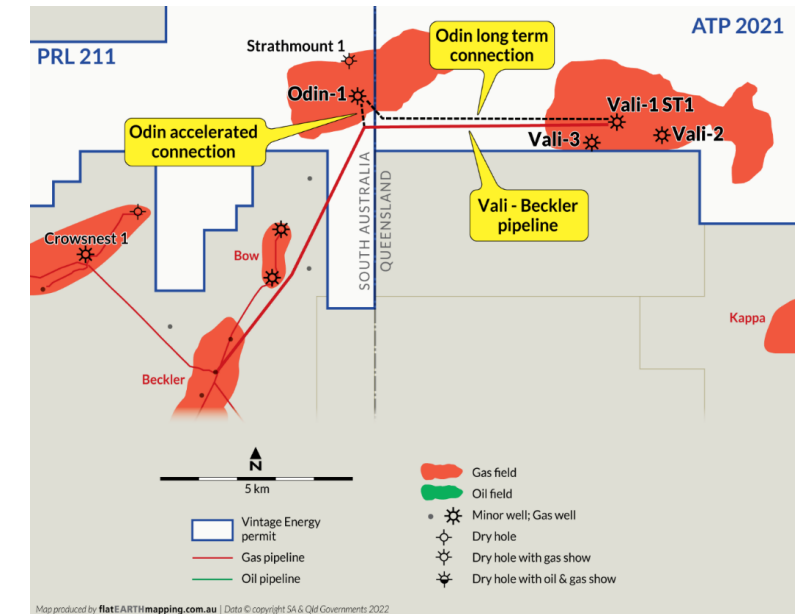 PRL 211
ATP 2021
Strathmount 1
Odin-1
Odin long term
connection
Odin accelerated
connection
Vali-1 ST1
Vali-3
Vali-2
Vali - Beckler
pipeline
SOUTH AUSTRALIA
QUEENSLAND
Crowsnest 1
Bow
Beckler
Kappa
N
5 km
Vintage Energy
permit
Gas pipeline
Oil pipeline
Gas field
Oil field
Minor well; Gas well
Dry hole
Dry hole with gas show
Dry hole with oil & gas show
Map produced by flatEARTHmapping.com.au | Data © copyright SA & Qld Governments 2022